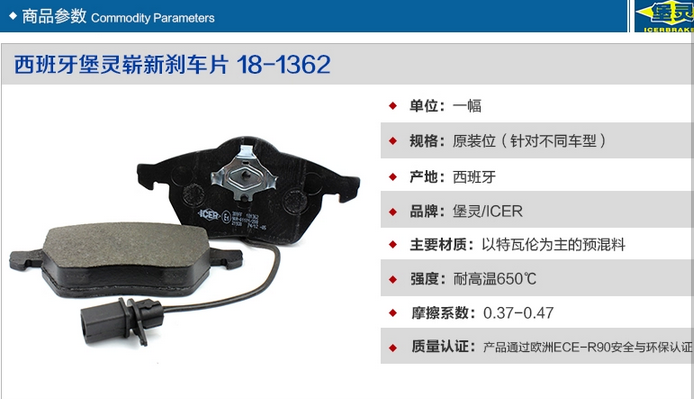 商品参数 Commodity Parameters
堡灵
ICERBRAKE
西班牙堡灵崭新刹车片 18-1362
单位：一幅
规格：原装位（针对不同车型）
产地：西班牙
品牌：堡灵/ICER
主要材质：以特瓦伦为主的预混料
强度：耐高温650℃
摩擦系数：0.37-0.47
质量认证：产品通过欧洲ECE-R90安全与环保认证
ICER